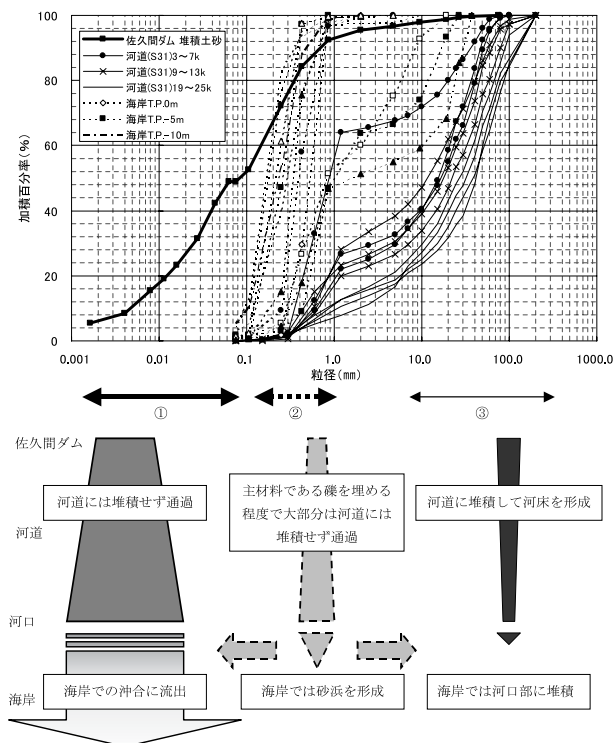 100
80
60
40
20
0
加積百分率(%)
佐久間ダム 堆積土砂
河道(S31)3～7k
河道(S31)9～13k
河道(S31)19～25k
海岸T.P.0m
海岸T.P.-5m
海岸T.P.-10m
0.001 0.01 0.1 1.0 10.0 100.0 1000.0
粒径(㎜)
① ② ③
佐久間ダム
河道には堆積せず通過
主材料である礫を埋める
程度で大部分は河道には
堆積せず通過
河道に堆積して河床を形成
河道
河口
海岸
海岸での沖合に流出
海岸では砂浜を形成
海岸では河口部に堆積